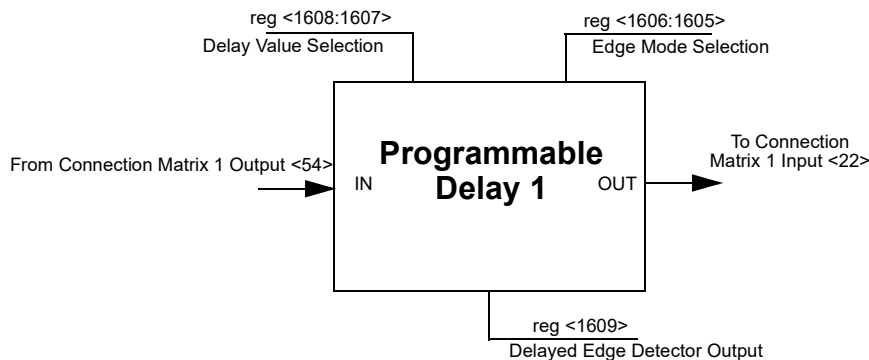 reg <1608:1607>
Delay Value Selection
reg <1606:1605>
Edge Mode Selection
From Connection Matrix 1 Output <54>
Programmable
Delay 1
IN
OUT
To Connection
Matrix 1 Input <22>
reg <1609>
Delayed Edge Detector Output